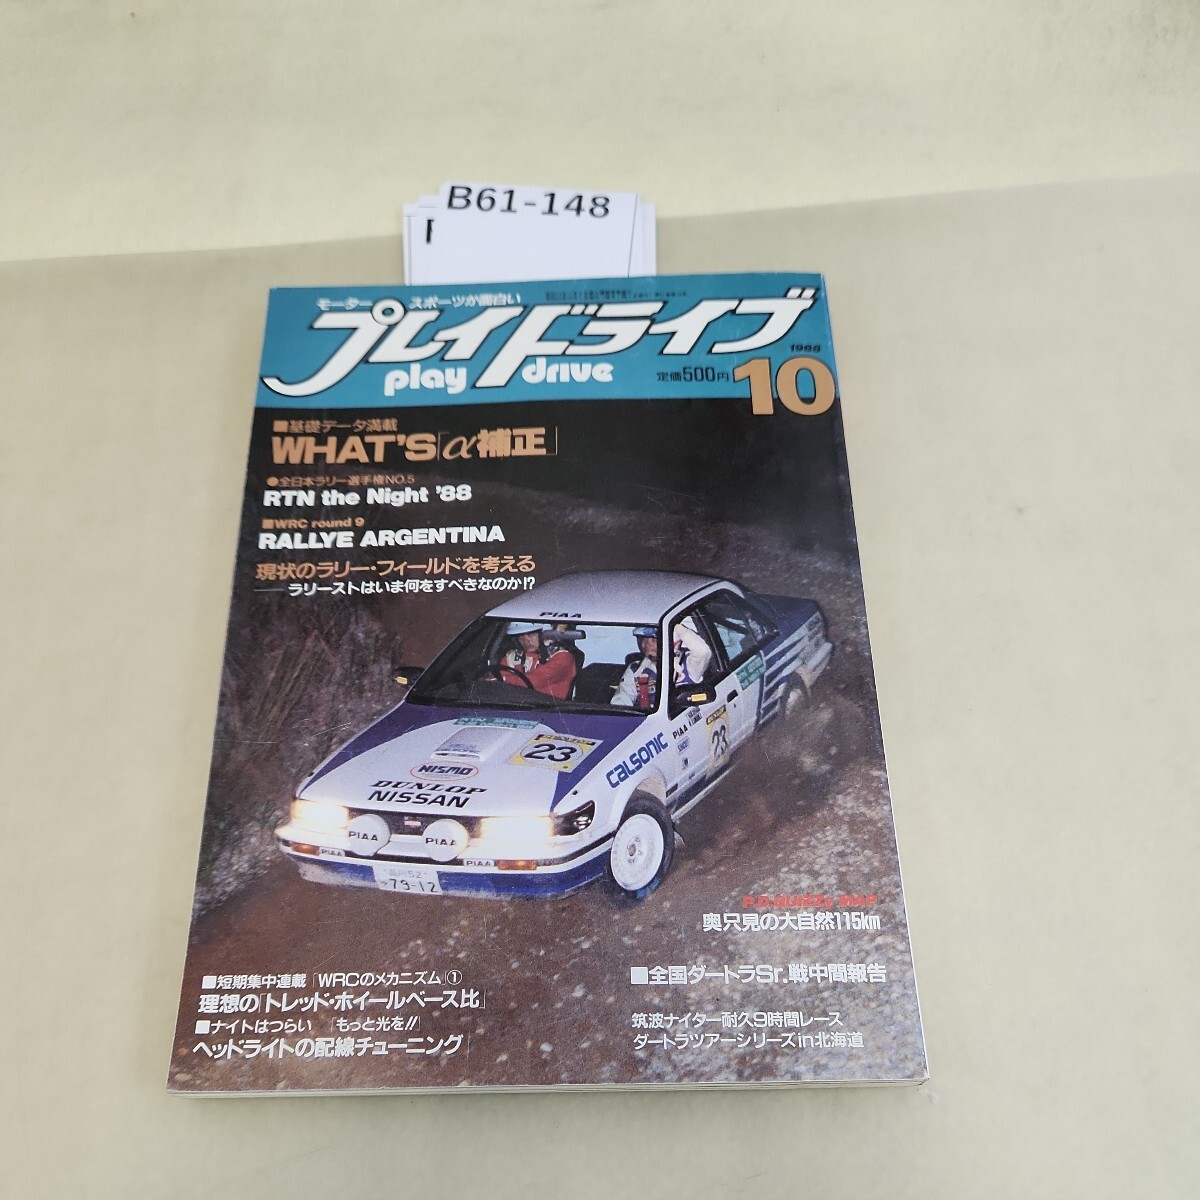 B61-148
モータースポーツが面白い
プレイドライブ
play drive
定価500円
1988
10
■基礎データ満載
WHAT'S「α補正」
●全日本ラリー選手権NO.5
RTN the Night '88
■WRC round 9
RALLYE ARGENTINA
現状のラリー・フィールドを考える
——ラリーストはいま何をすべきなのか!?
PIAA
23
NISMO
DUNLOP
NISSAN
CALSONIC
PIAA
23
PIAA
PIAA
PIAA
PIAA
79-12
P.D.QUIZZy MAP
奥只見の大自然115km
■短期集中連載「WRCのメカニズム」①
理想の「トレッド・ホイールベース比」
■ナイトはつらい 「もっと光を!!」
ヘッドライトの配線チューニング
■全国ダートラSr.戦中間報告
筑波ナイター耐久9時間レース
ダートラツアーシリーズin北海道